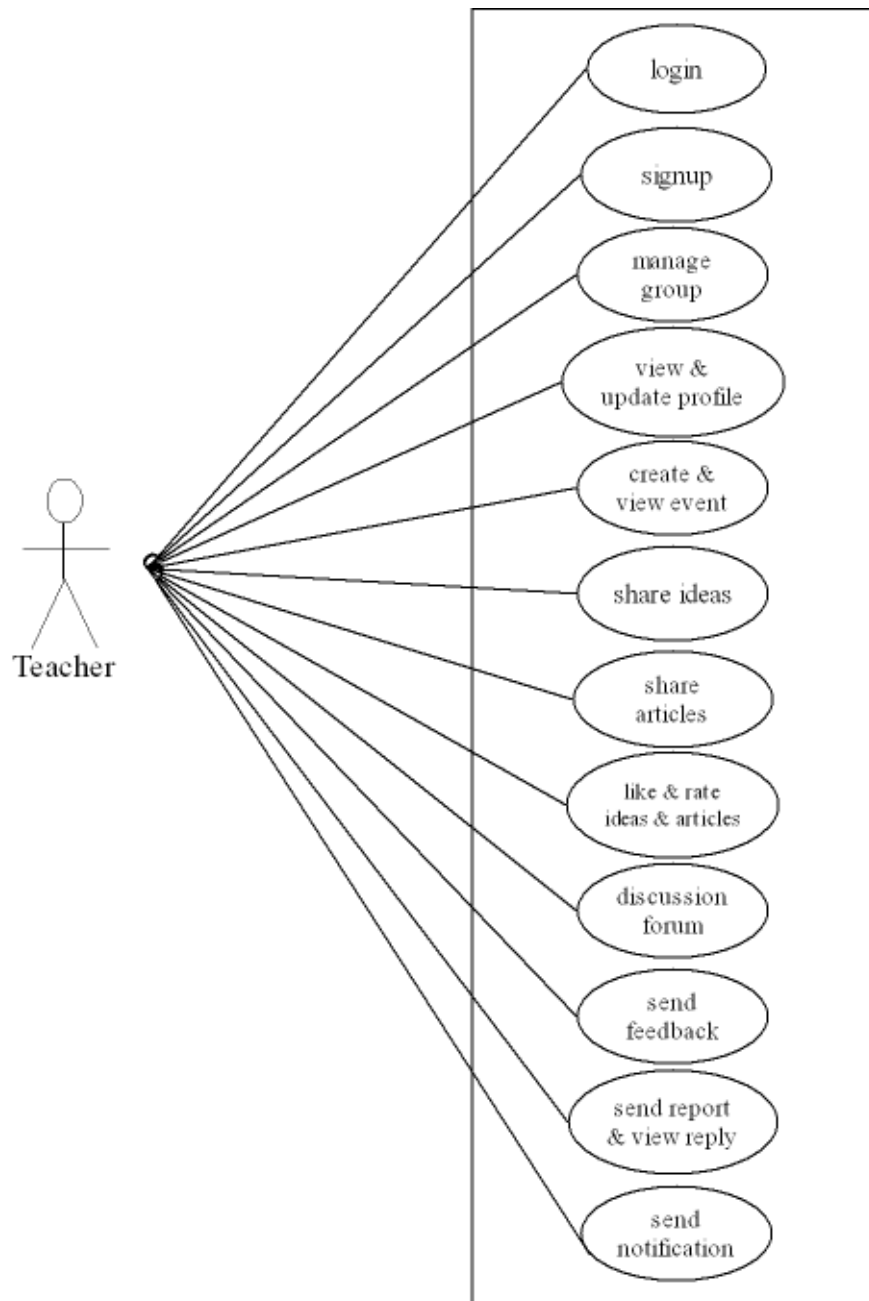 login
signup
manage
group
view &
update profile
create &
view event
share ideas
Teacher
share
articles
like & rate
ideas & articles
discussion
forum
send
feedback
send report
& view reply
send
notification